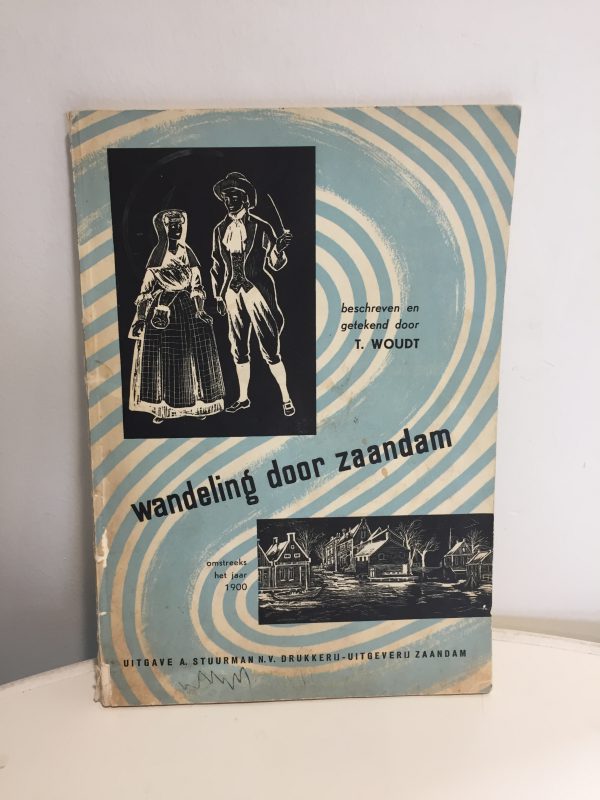 beschreven en
getekend door
T. WOUDT
wandeling door zaandam
omstreeks
het jaar
1900
UITGAVE A. STUURMAN N.V. DRUKKERIJ-UITGEVERIJ ZAANDAM